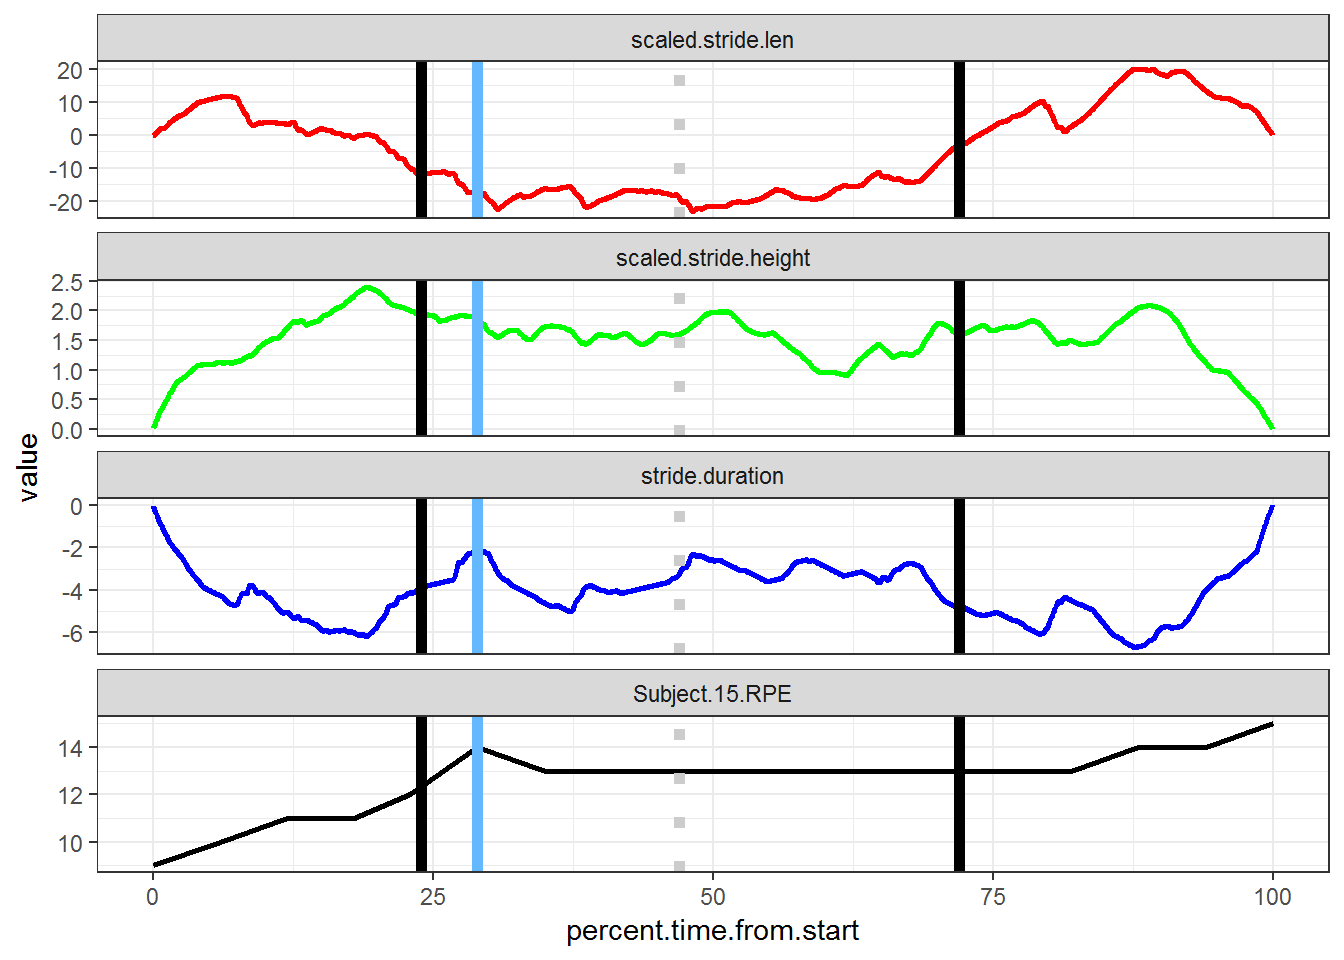 scaled.stride.len
20
10
0
-10
-20
scaled.stride.height
2.5
2.0
1.5
1.0
0.5
0.0
stride.duration
0
-2
-4
-6
Subject.15.RPE
14
12
10
0 25 50 75 100
percent.time.from.start
value